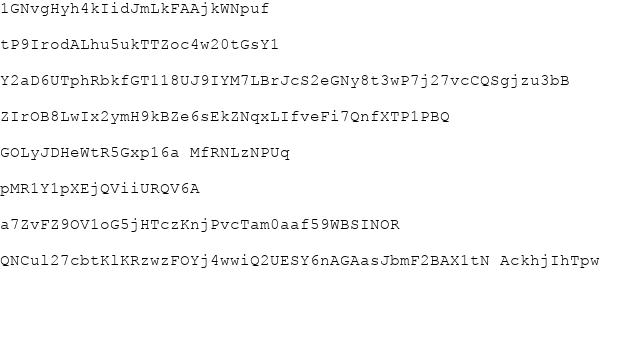 1GNvgHyh4kIidJmLkFAAjkWNpuf
tP9IrodALhu5ukTTZoc4w20tGsY1
Y2aD6UTphRbkfGT118UJ9IYM7LBrJcS2eGNy8t3wP7j27vcCQSgjzu3bB
ZIrOB8LwIx2ymH9kBZe6sEkZNqxLIfveFi7QnfXTP1PBQ
GOLyJDHeWtR5Gxp16a MfRNLzNPUq
pMR1Y1pXEjQViiURQV6A
a7ZvFZ9OV1oG5jHTczKnjPvcTam0aaf59WBSINOR
QNCul27cbtKlKRzwzFOYj4wwiQ2UESY6nAGAasJbmF2BAX1tN AckhjIhTpw